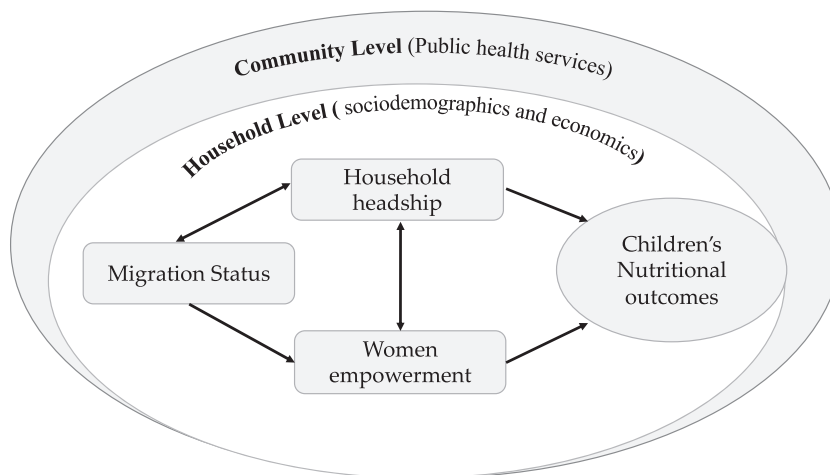 Community Level (Public health services)
Household Level ( sociodemographics and economics)
Household
headship
Migration Status
Children’s
Nutritional
outcomes
Women
empowerment